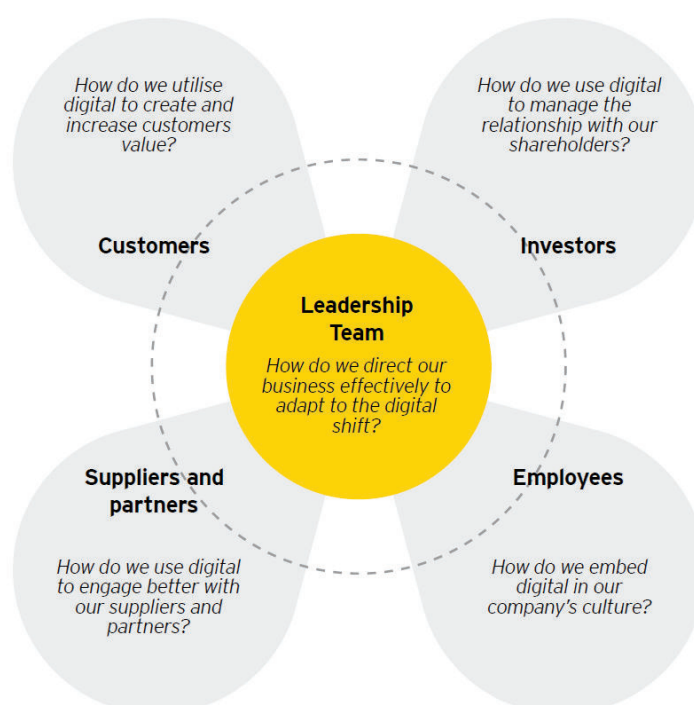 How do we utilise
digital to create and
increase customers
value?
Customers
How do we use digital
to manage the
relationship with our
shareholders?
Investors
Leadership
Team
How do we direct our
business effectively to
adapt to the digital
shift?
Suppliers and
partners
How do we use digital
to engage better with
our suppliers and
partners?
Employees
How do we embed
digital in our
company's culture?